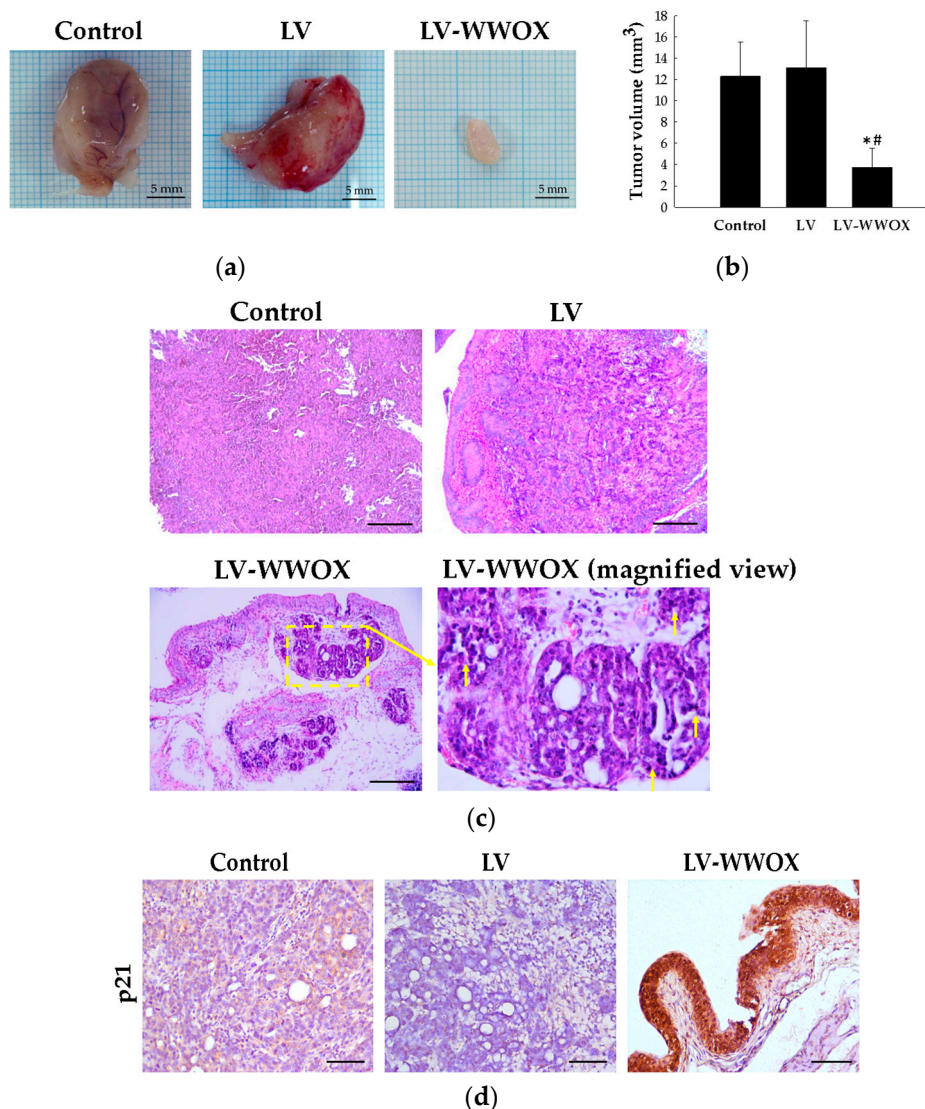 Control LV LV-WWOX
5 mm 5 mm 5 mm
(a)
Tumor volume (mm³)
18
16
14
12
10
8
6
4
2
0
*#
Control LV LV-WWOX
(b)
Control LV
LV-WWOX LV-WWOX (magnified view)
(c)
Control LV LV-WWOX
p21
(d)